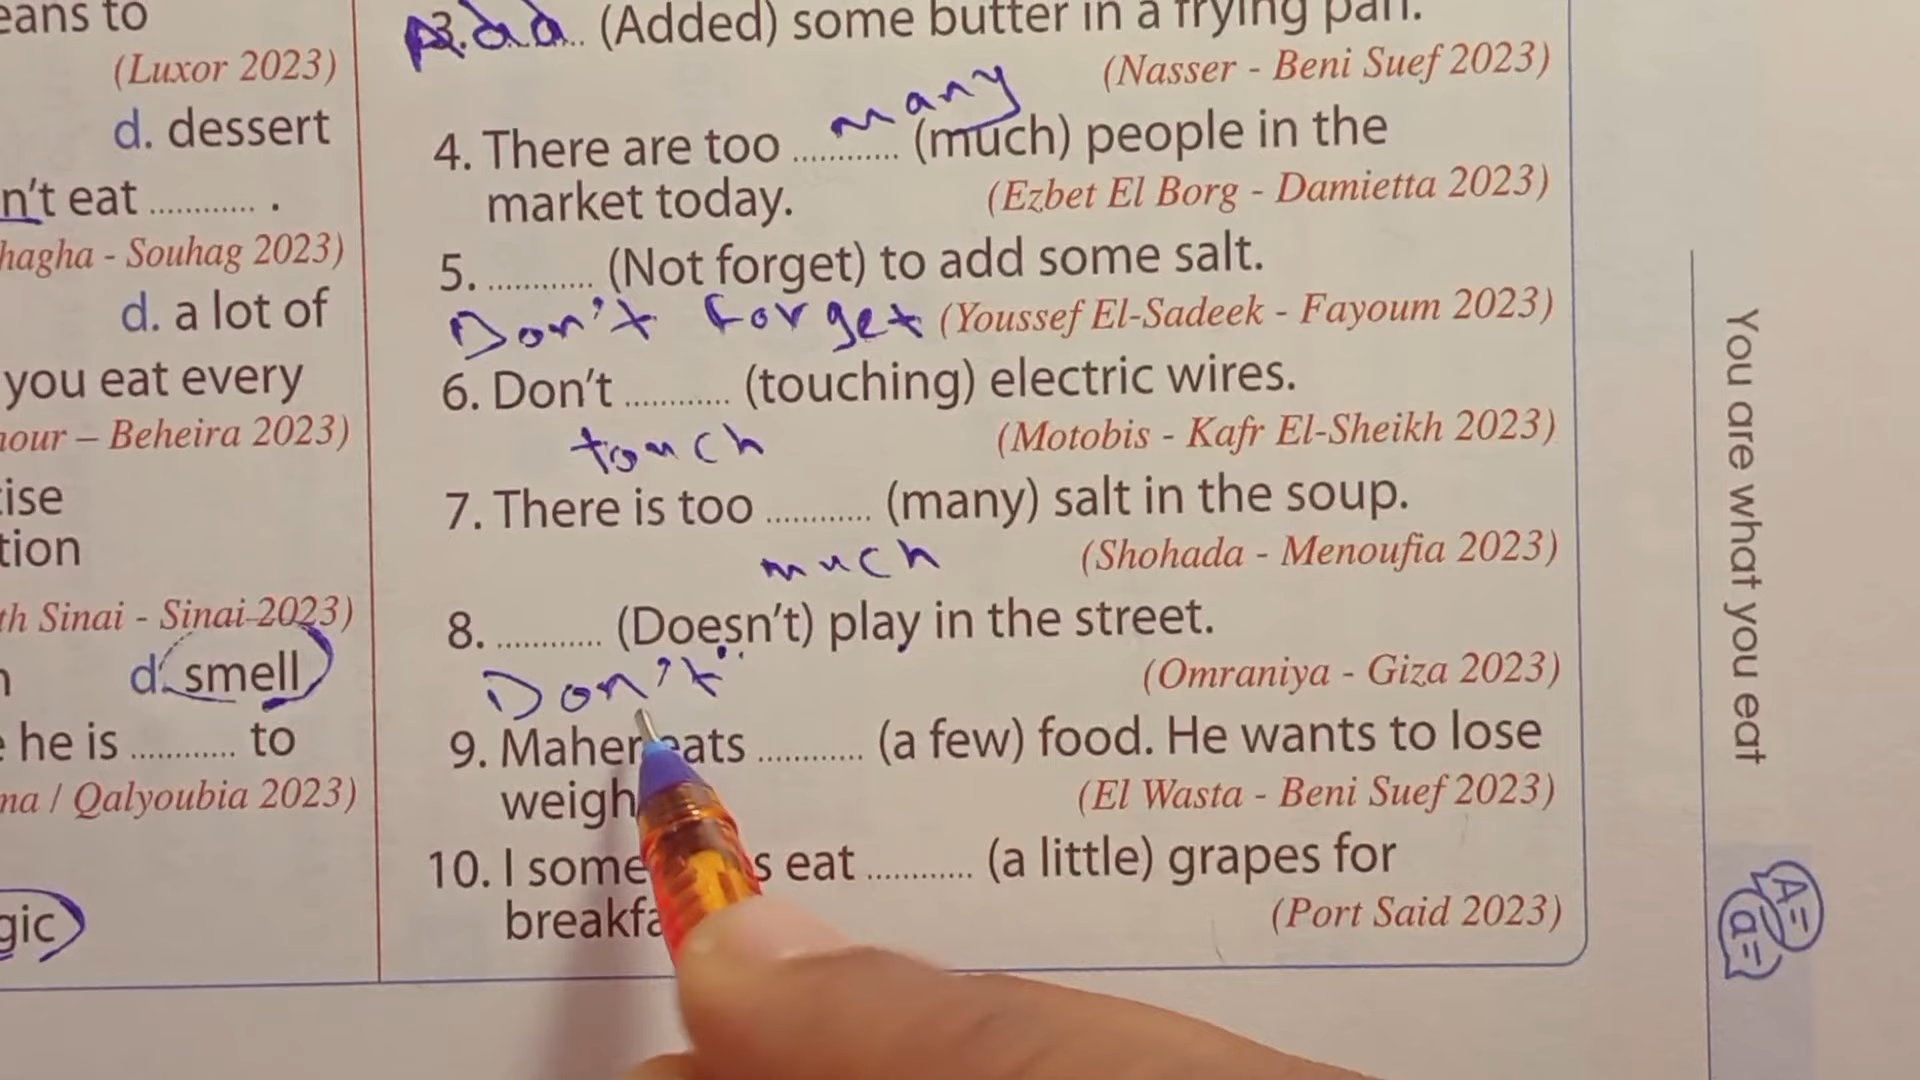 eans to
(Luxor 2023)
d. dessert
n't eat ............ .
hagha - Souhag 2023)
d. a lot of
you eat every
nour – Beheira 2023)
ise
tion
th Sinai - Sinai 2023)
d. smell
he is ............ to
na / Qalyoubia 2023)
gic
3. Add (Added) some butter in a frying pan.
(Nasser - Beni Suef 2023)
many
4. There are too ............ (much) people in the
market today. (Ezbet El Borg - Damietta 2023)
5. ............ (Not forget) to add some salt.
Don't forget (Youssef El-Sadeek - Fayoum 2023)
6. Don't ............ (touching) electric wires.
touch (Motobis - Kafr El-Sheikh 2023)
7. There is too ............ (many) salt in the soup.
much (Shohada - Menoufia 2023)
8. ............ (Doesn't) play in the street.
Don't (Omraniya - Giza 2023)
9. Maher eats ............ (a few) food. He wants to lose
weigh (El Wasta - Beni Suef 2023)
10. I some s eat ............ (a little) grapes for
breakfa (Port Said 2023)
You are what you eat
A=
a=